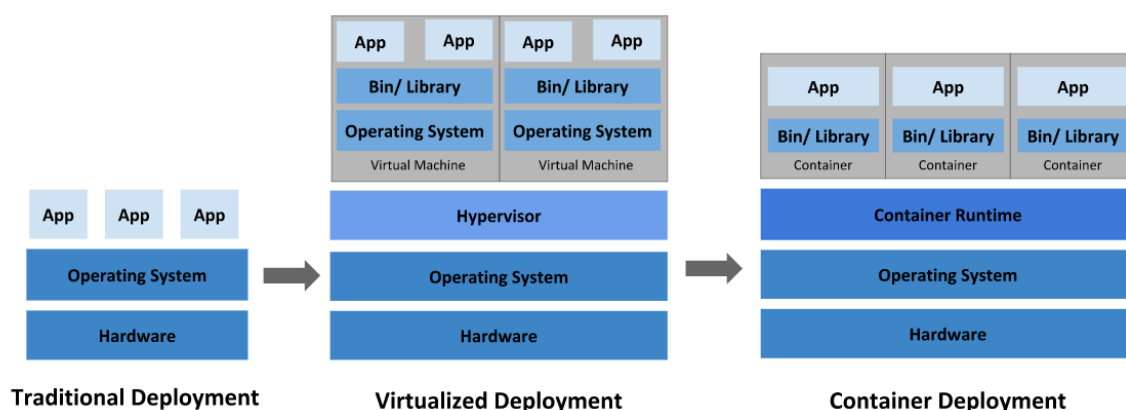 App
App
App
Operating System
Hardware
Traditional Deployment
App
App
Bin/ Library
Operating System
Virtual Machine
App
App
Bin/ Library
Operating System
Virtual Machine
Hypervisor
Operating System
Hardware
Virtualized Deployment
App
Bin/ Library
Container
App
Bin/ Library
Container
App
Bin/ Library
Container
Container Runtime
Operating System
Hardware
Container Deployment